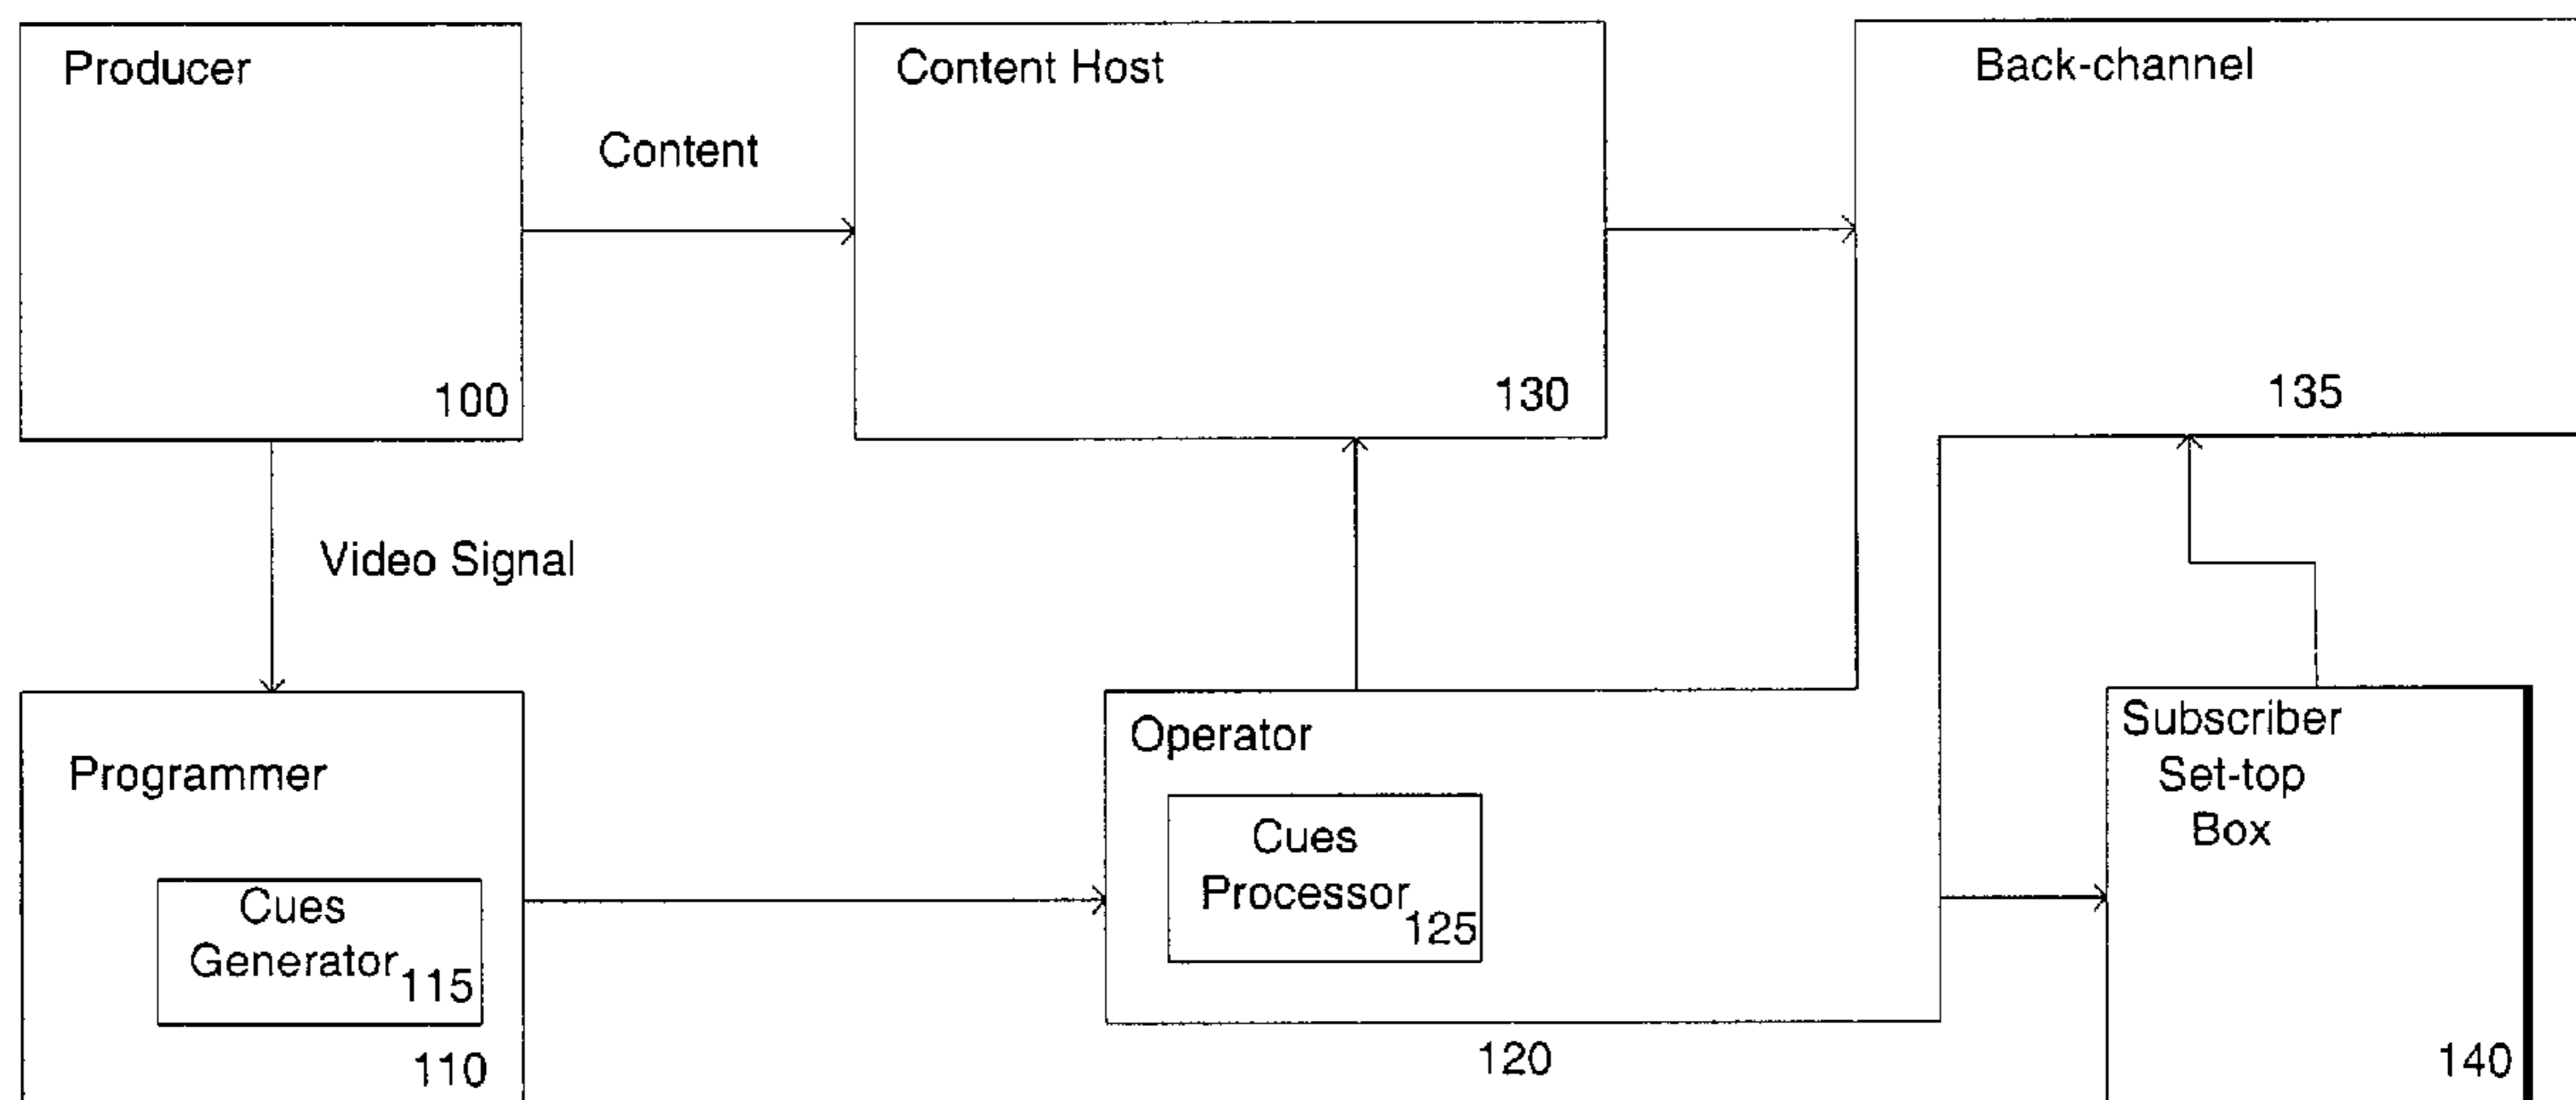 Producer
100
Content
Content Host
130
Back-channel
135
Video Signal
Programmer
Cues
Generator
115
110
Operator
Cues
Processor
125
120
Subscriber
Set-top
Box
140